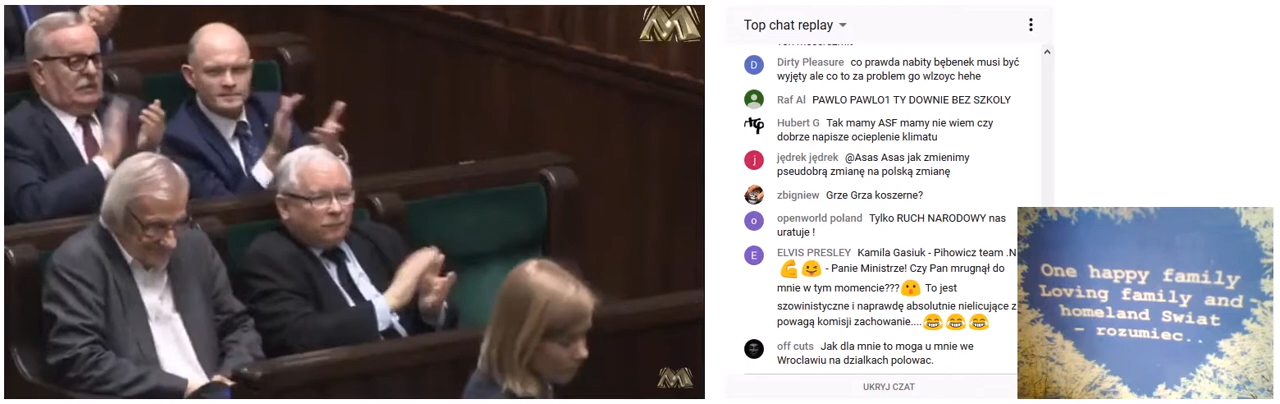 Top chat replay
Dirty Pleasure co prawda nabity bębenek musi być
wyjęty ale co to za problem go wlzoyc hehe
Raf Al PAWLO PAWLO1 TY DOWNIE BEZ SZKOLY
Hubert G Tak mamy ASF mamy nie wiem czy
dobrze napisze ocieplenie klimatu
jędrek jędrek @Asas Asas jak zmienimy
pseudobrą zmianę na polską zmianę
zbigniew Grze Grza koszerne?
openworld poland Tylko RUCH NARODOWY nas
uratuje !
ELVIS PRESLEY Kamila Gasiuk - Pihowicz team .N
- Panie Ministrze! Czy Pan mrugnął do
mnie w tym momencie??? To jest
szowinistyczne i naprawdę absolutnie nielicujące z
powagą komisji zachowanie....
off cuts Jak dla mnie to moga u mnie we
Wroclawiu na dzialkach polowac.
UKRYJ CZAT
One happy family
Loving family and
homeland Swiat
– rozumiec..